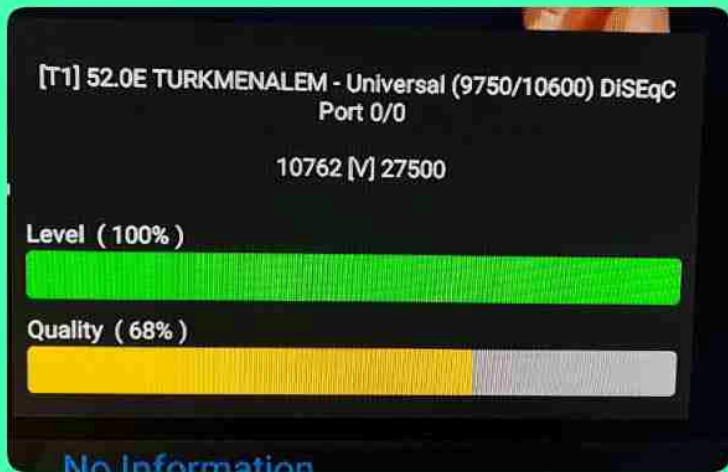 [T1] 52.0E TURKMENALEM - Universal (9750/10600) DiSEqC
Port 0/0
10762 [V] 27500
Level ( 100% )
Quality ( 68% )
No Information